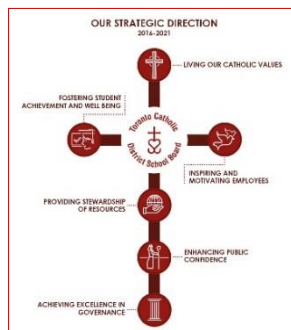 OUR STRATEGIC DIRECTION
2016-2021
LIVING OUR CATHOLIC VALUES
FOSTERING STUDENT
ACHIEVEMENT AND WELL BEING
Toronto Catholic
District School Board
INSPIRING AND
MOTIVATING EMPLOYEES
PROVIDING STEWARDSHIP
OF RESOURCES
ENHANCING PUBLIC
CONFIDENCE
ACHIEVING EXCELLENCE IN
GOVERNANCE